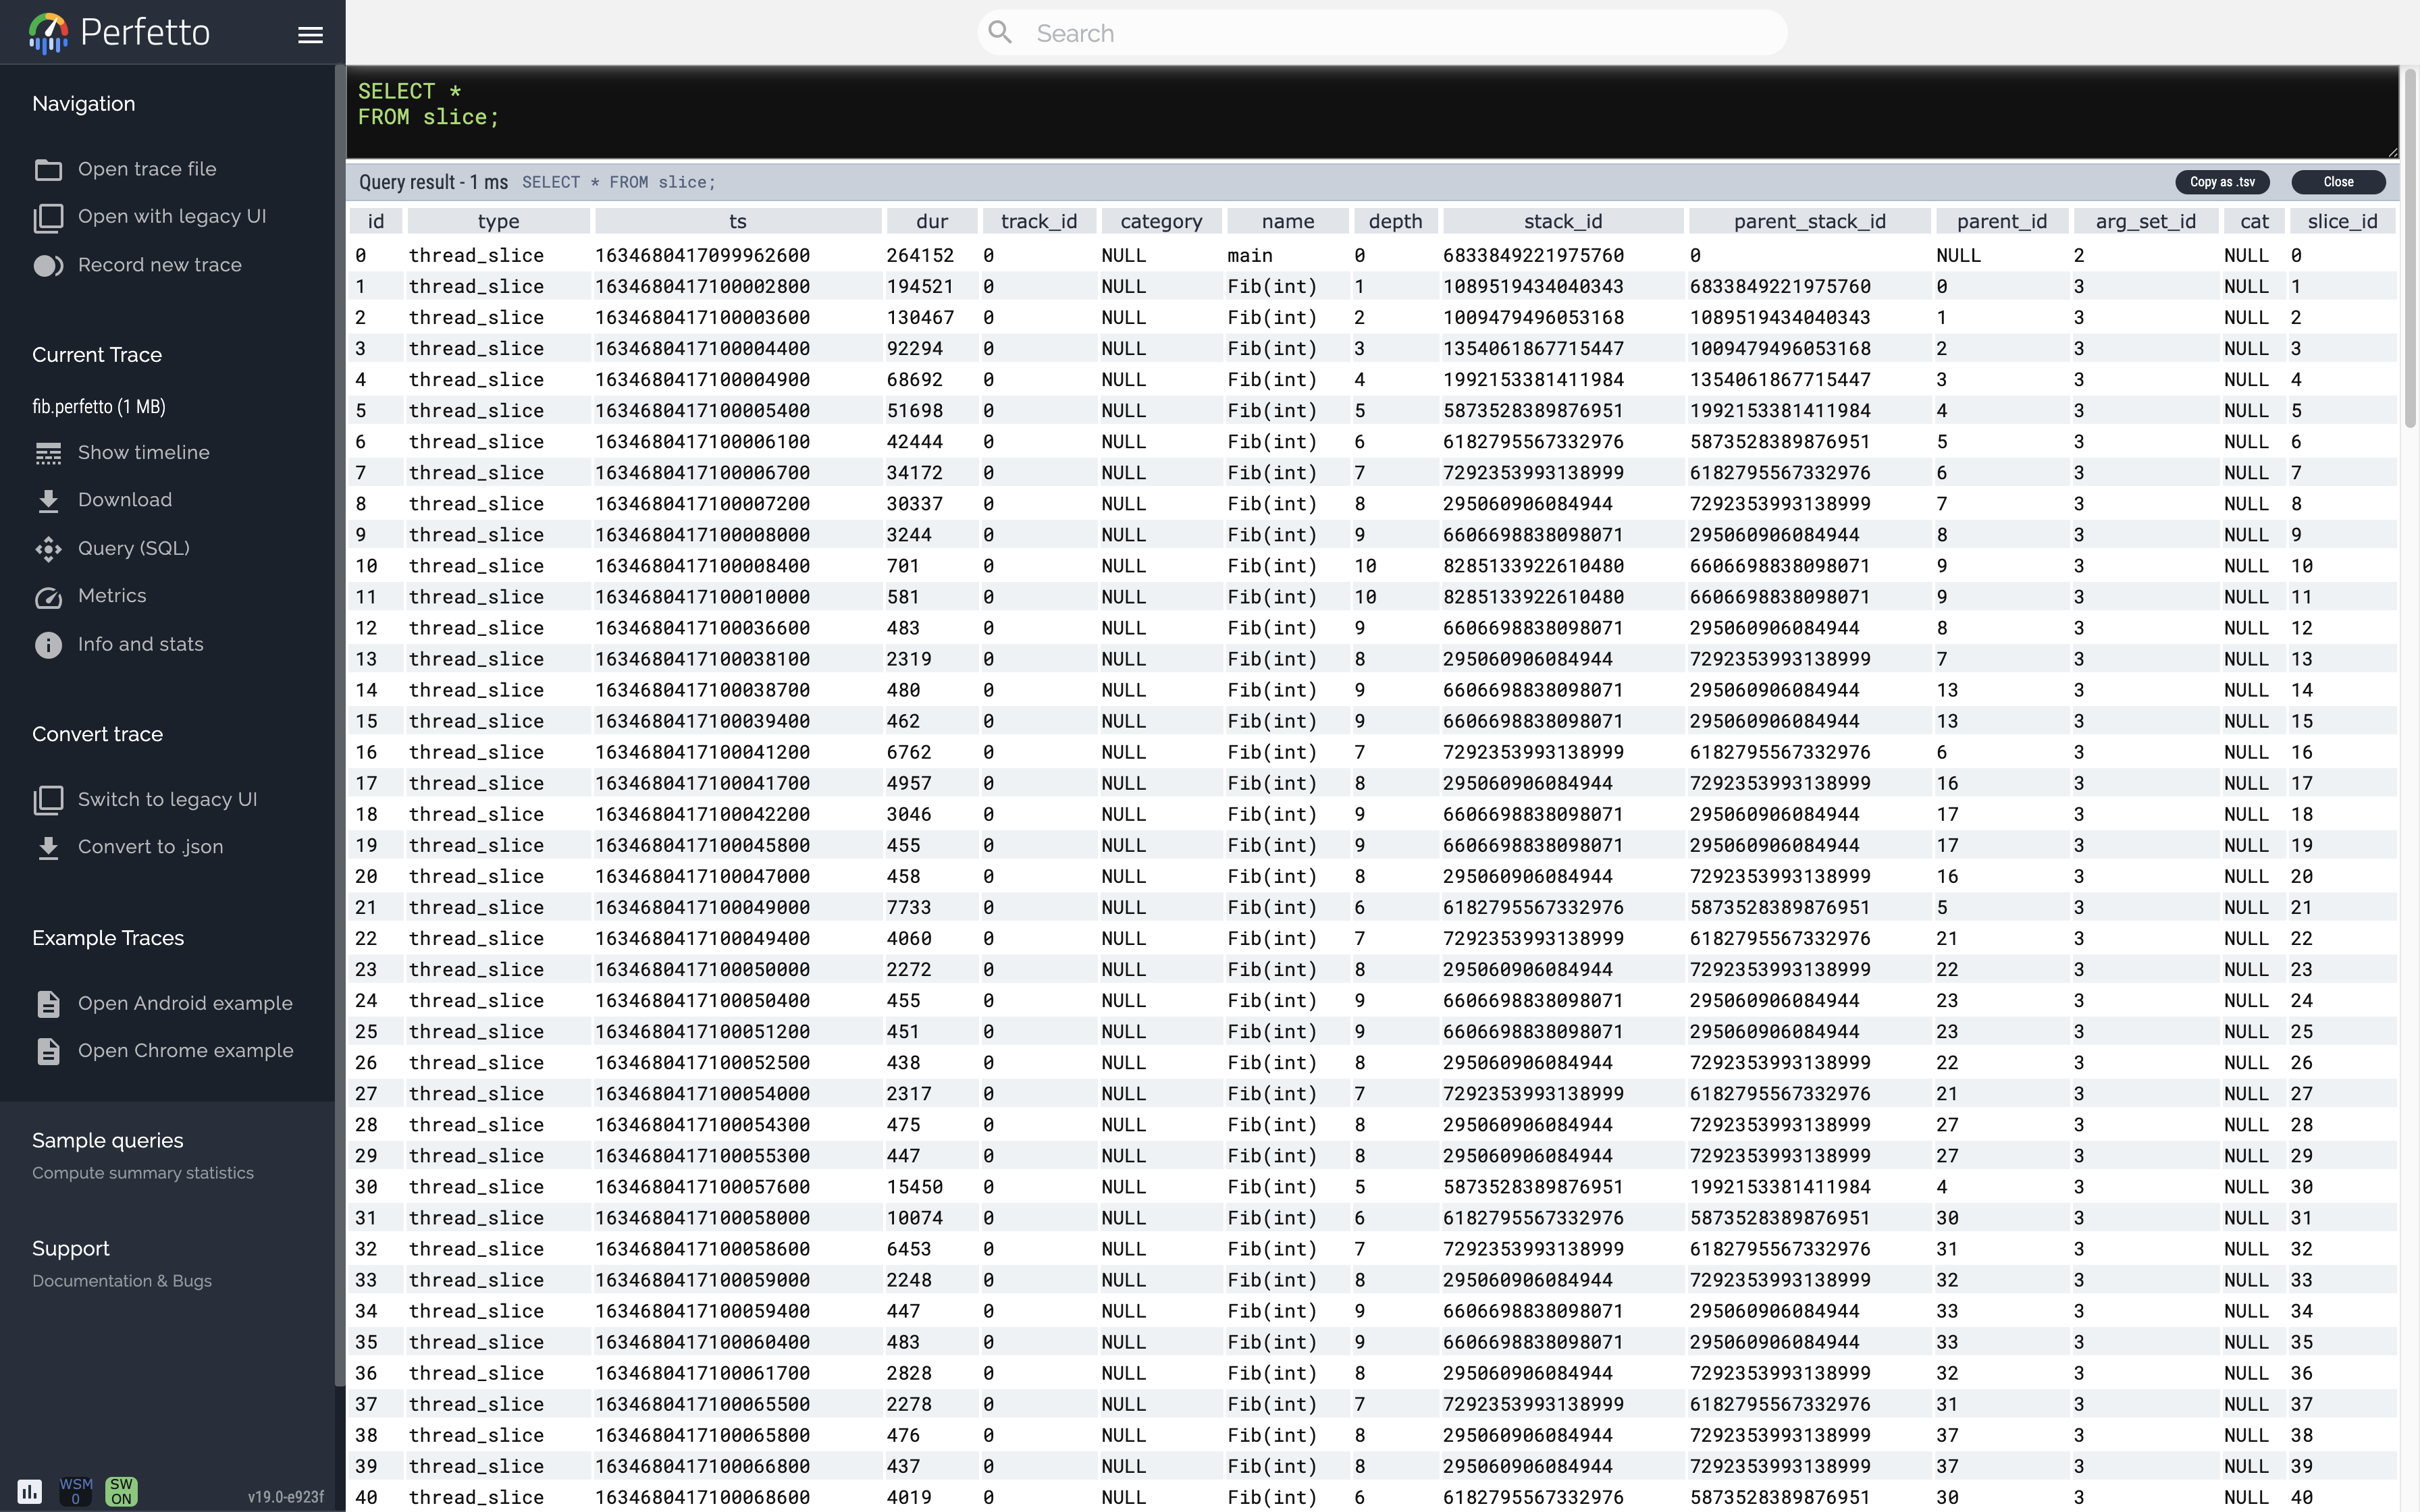 Perfetto
Search
Navigation
Open trace file
Open with legacy UI
Record new trace
Current Trace
fib.perfetto (1 MB)
Show timeline
Download
Query (SQL)
Metrics
Info and stats
Convert trace
Switch to legacy UI
Convert to .json
Example Traces
Open Android example
Open Chrome example
Sample queries
Compute summary statistics
Support
Documentation & Bugs
WSM 0
SW ON
v19.0-e923f
SELECT *
FROM slice;
Query result - 1 ms SELECT * FROM slice; Copy as .tsv Close
id type ts dur track_id category name depth stack_id parent_stack_id parent_id arg_set_id cat slice_id
0 thread_slice 1634680417099962600 264152 0 NULL main 0 6833849221975760 0 NULL 2 NULL 0
1 thread_slice 1634680417100002800 194521 0 NULL Fib(int) 1 1089519434040343 6833849221975760 0 3 NULL 1
2 thread_slice 1634680417100003600 130467 0 NULL Fib(int) 2 1009479496053168 1089519434040343 1 3 NULL 2
3 thread_slice 1634680417100004400 92294 0 NULL Fib(int) 3 1354061867715447 1009479496053168 2 3 NULL 3
4 thread_slice 1634680417100004900 68692 0 NULL Fib(int) 4 1992153381411984 1354061867715447 3 3 NULL 4
5 thread_slice 1634680417100005400 51698 0 NULL Fib(int) 5 5873528389876951 1992153381411984 4 3 NULL 5
6 thread_slice 1634680417100006100 42444 0 NULL Fib(int) 6 6182795567332976 5873528389876951 5 3 NULL 6
7 thread_slice 1634680417100006700 34172 0 NULL Fib(int) 7 7292353993138999 6182795567332976 6 3 NULL 7
8 thread_slice 1634680417100007200 30337 0 NULL Fib(int) 8 295060906084944 7292353993138999 7 3 NULL 8
9 thread_slice 1634680417100008000 3244 0 NULL Fib(int) 9 6606698838098071 295060906084944 8 3 NULL 9
10 thread_slice 1634680417100008400 701 0 NULL Fib(int) 10 8285133922610480 6606698838098071 9 3 NULL 10
11 thread_slice 1634680417100010000 581 0 NULL Fib(int) 10 8285133922610480 6606698838098071 9 3 NULL 11
12 thread_slice 1634680417100036600 483 0 NULL Fib(int) 9 6606698838098071 295060906084944 8 3 NULL 12
13 thread_slice 1634680417100038100 2319 0 NULL Fib(int) 8 295060906084944 7292353993138999 7 3 NULL 13
14 thread_slice 1634680417100038700 480 0 NULL Fib(int) 9 6606698838098071 295060906084944 13 3 NULL 14
15 thread_slice 1634680417100039400 462 0 NULL Fib(int) 9 6606698838098071 295060906084944 13 3 NULL 15
16 thread_slice 1634680417100041200 6762 0 NULL Fib(int) 7 7292353993138999 6182795567332976 6 3 NULL 16
17 thread_slice 1634680417100041700 4957 0 NULL Fib(int) 8 295060906084944 7292353993138999 16 3 NULL 17
18 thread_slice 1634680417100042200 3046 0 NULL Fib(int) 9 6606698838098071 295060906084944 17 3 NULL 18
19 thread_slice 1634680417100045800 455 0 NULL Fib(int) 9 6606698838098071 295060906084944 17 3 NULL 19
20 thread_slice 1634680417100047000 458 0 NULL Fib(int) 8 295060906084944 7292353993138999 16 3 NULL 20
21 thread_slice 1634680417100049000 7733 0 NULL Fib(int) 6 6182795567332976 5873528389876951 5 3 NULL 21
22 thread_slice 1634680417100049400 4060 0 NULL Fib(int) 7 7292353993138999 6182795567332976 21 3 NULL 22
23 thread_slice 1634680417100050000 2272 0 NULL Fib(int) 8 295060906084944 7292353993138999 22 3 NULL 23
24 thread_slice 1634680417100050400 455 0 NULL Fib(int) 9 6606698838098071 295060906084944 23 3 NULL 24
25 thread_slice 1634680417100051200 451 0 NULL Fib(int) 9 6606698838098071 295060906084944 23 3 NULL 25
26 thread_slice 1634680417100052500 438 0 NULL Fib(int) 8 295060906084944 7292353993138999 22 3 NULL 26
27 thread_slice 1634680417100054000 2317 0 NULL Fib(int) 7 7292353993138999 6182795567332976 21 3 NULL 27
28 thread_slice 1634680417100054300 475 0 NULL Fib(int) 8 295060906084944 7292353993138999 27 3 NULL 28
29 thread_slice 1634680417100055300 447 0 NULL Fib(int) 8 295060906084944 7292353993138999 27 3 NULL 29
30 thread_slice 1634680417100057600 15450 0 NULL Fib(int) 5 5873528389876951 1992153381411984 4 3 NULL 30
31 thread_slice 1634680417100058000 10074 0 NULL Fib(int) 6 6182795567332976 5873528389876951 30 3 NULL 31
32 thread_slice 1634680417100058600 6453 0 NULL Fib(int) 7 7292353993138999 6182795567332976 31 3 NULL 32
33 thread_slice 1634680417100059000 2248 0 NULL Fib(int) 8 295060906084944 7292353993138999 32 3 NULL 33
34 thread_slice 1634680417100059400 447 0 NULL Fib(int) 9 6606698838098071 295060906084944 33 3 NULL 34
35 thread_slice 1634680417100060400 483 0 NULL Fib(int) 9 6606698838098071 295060906084944 33 3 NULL 35
36 thread_slice 1634680417100061700 2828 0 NULL Fib(int) 8 295060906084944 7292353993138999 32 3 NULL 36
37 thread_slice 1634680417100065500 2278 0 NULL Fib(int) 7 7292353993138999 6182795567332976 31 3 NULL 37
38 thread_slice 1634680417100065800 476 0 NULL Fib(int) 8 295060906084944 7292353993138999 37 3 NULL 38
39 thread_slice 1634680417100066800 437 0 NULL Fib(int) 8 295060906084944 7292353993138999 37 3 NULL 39
40 thread_slice 1634680417100068600 4019 0 NULL Fib(int) 6 6182795567332976 5873528389876951 30 3 NULL 40